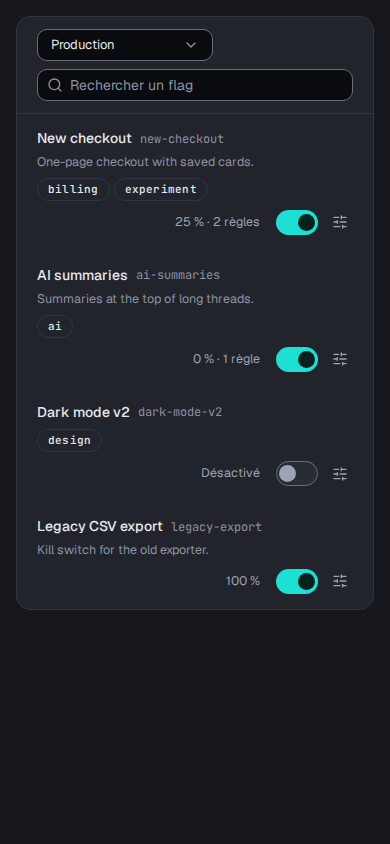 Production
Rechercher un flag
New checkout new-checkout
One-page checkout with saved cards.
billing experiment
25 % · 2 règles
AI summaries ai-summaries
Summaries at the top of long threads.
ai
0 % · 1 règle
Dark mode v2 dark-mode-v2
design
Désactivé
Legacy CSV export legacy-export
Kill switch for the old exporter.
100 %